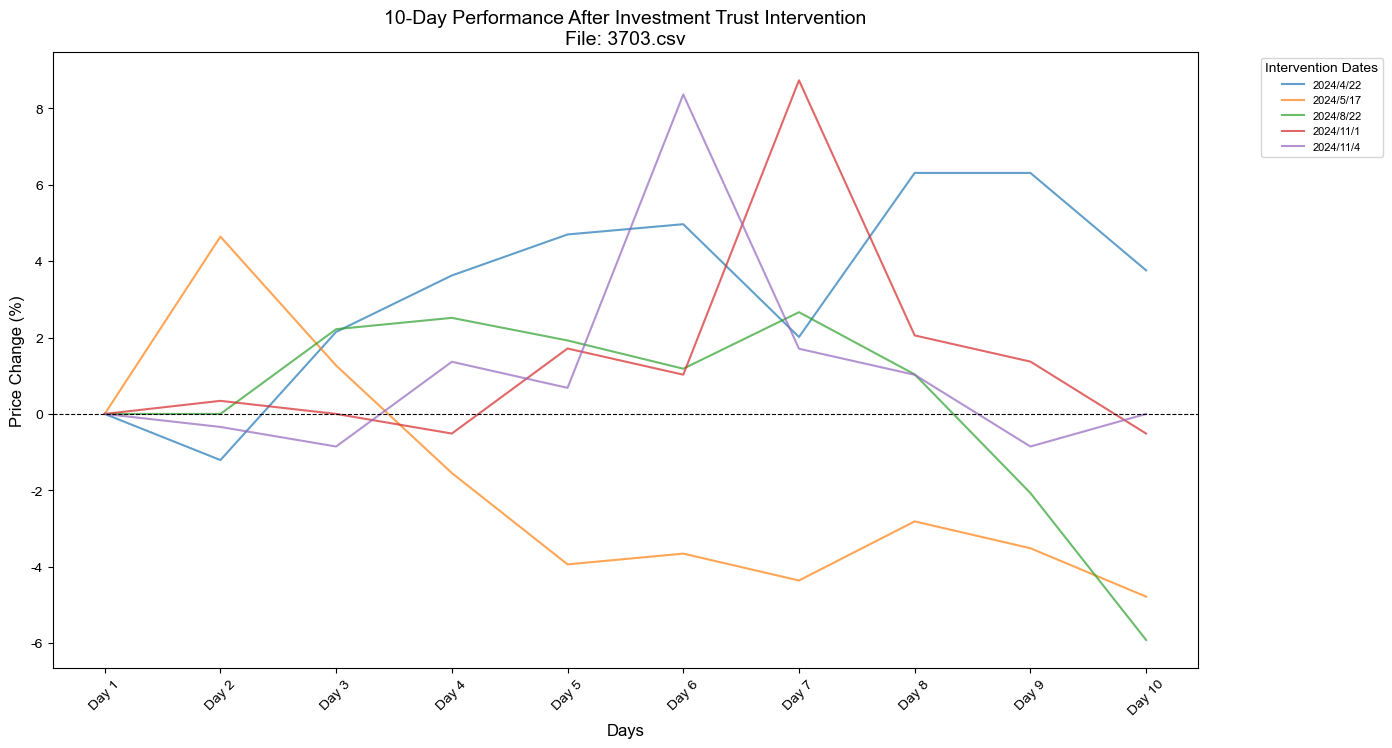 10-Day Performance After Investment Trust Intervention
File: 3703.csv
Intervention Dates
2024/4/22
2024/5/17
2024/8/22
2024/11/1
2024/11/4
Price Change (%)
8
6
4
2
0
-2
-4
-6
Day 1
Day 2
Day 3
Day 4
Day 5
Day 6
Day 7
Day 8
Day 9
Day 10
Days